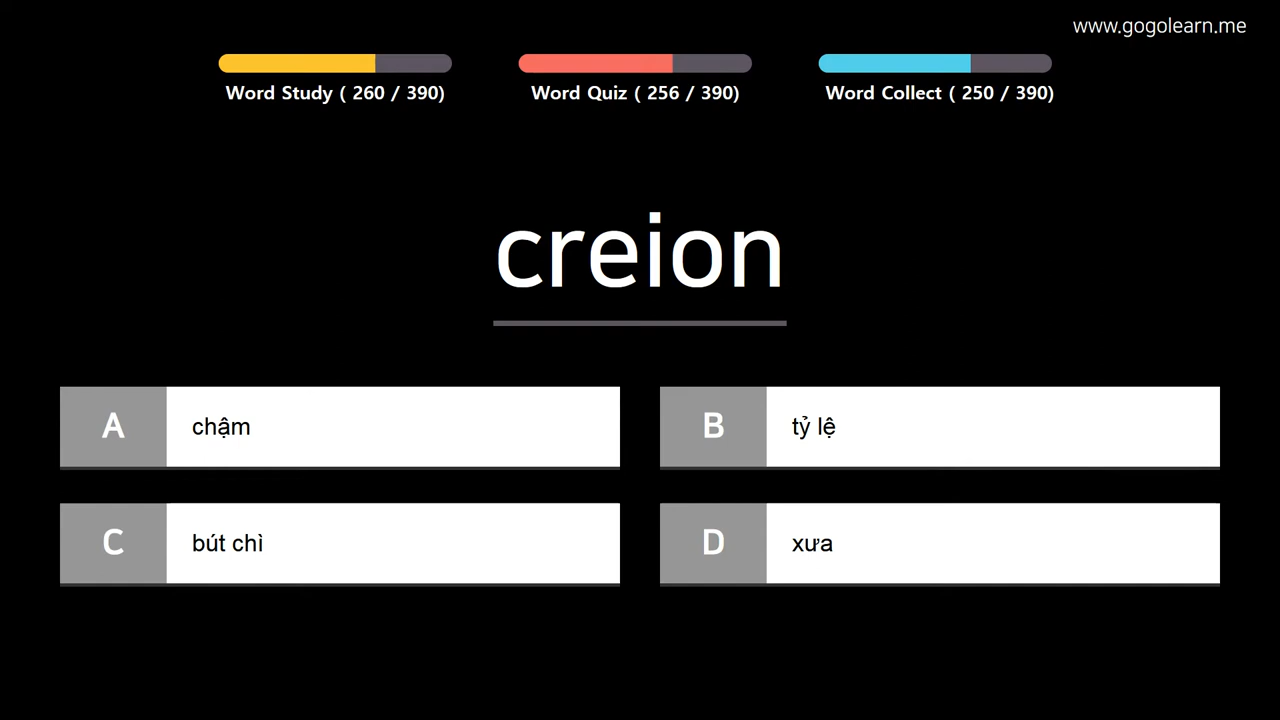 www.gogolearn.me
Word Study ( 260 / 390)
Word Quiz ( 256 / 390)
Word Collect ( 250 / 390)
creion
A chậm
B tỷ lệ
C bút chì
D xưa